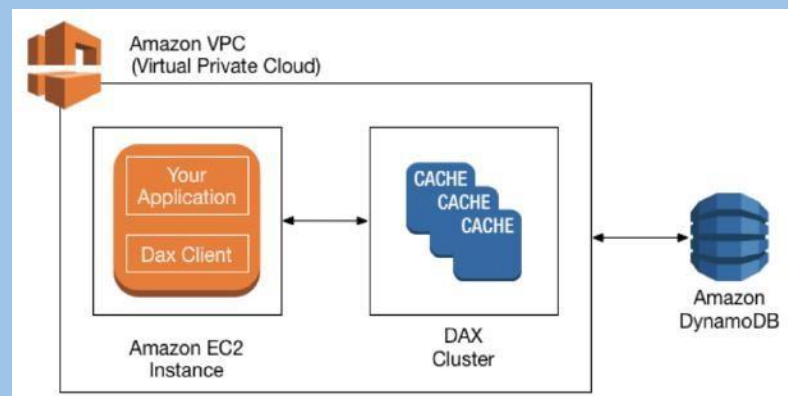 Amazon VPC
(Virtual Private Cloud)
Your
Application
Dax Client
Amazon EC2
Instance
CACHE
CACHE
CACHE
DAX
Cluster
Amazon
DynamoDB